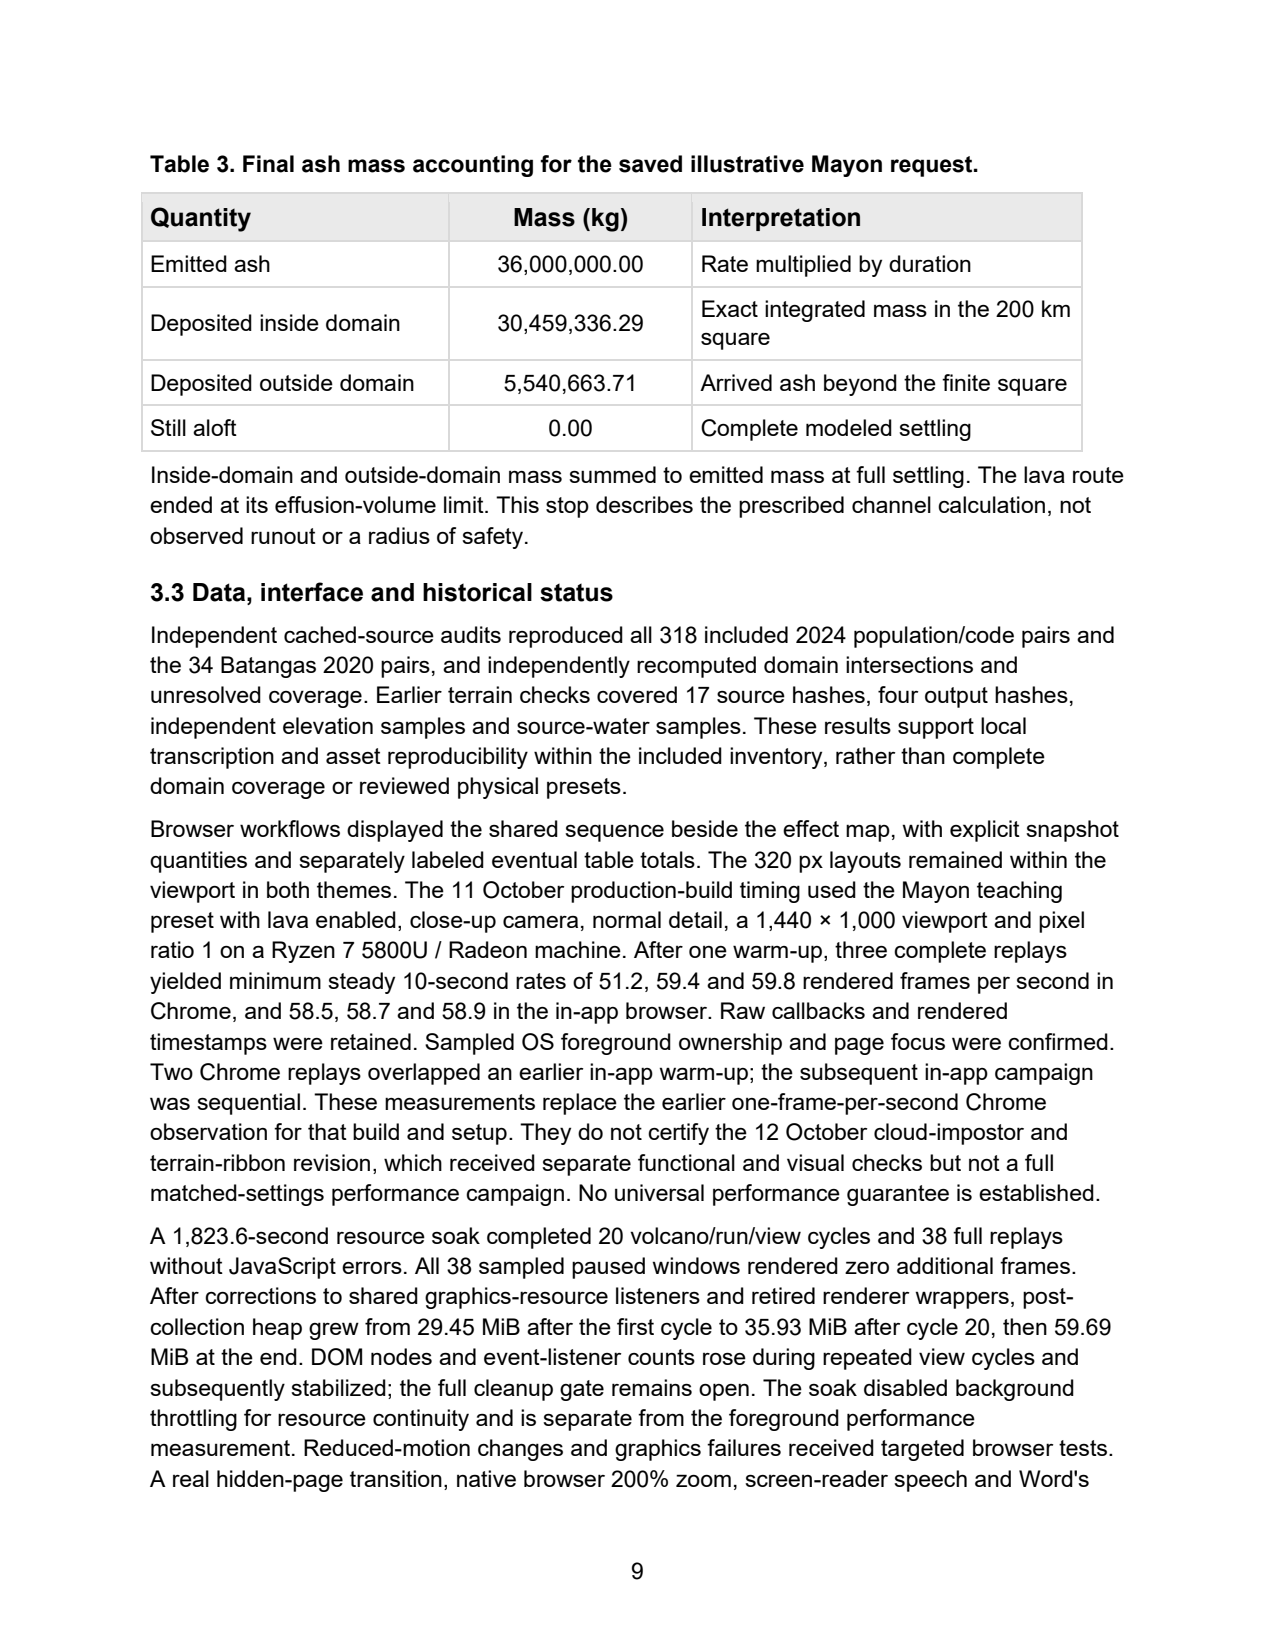 Table 3. Final ash mass accounting for the saved illustrative Mayon request.
Quantity Mass (kg) Interpretation
Emitted ash 36,000,000.00 Rate multiplied by duration
Deposited inside domain 30,459,336.29 Exact integrated mass in the 200 km
square
Deposited outside domain 5,540,663.71 Arrived ash beyond the finite square
Still aloft 0.00 Complete modeled settling
Inside-domain and outside-domain mass summed to emitted mass at full settling. The lava route
ended at its effusion-volume limit. This stop describes the prescribed channel calculation, not
observed runout or a radius of safety.
3.3 Data, interface and historical status
Independent cached-source audits reproduced all 318 included 2024 population/code pairs and
the 34 Batangas 2020 pairs, and independently recomputed domain intersections and
unresolved coverage. Earlier terrain checks covered 17 source hashes, four output hashes,
independent elevation samples and source-water samples. These results support local
transcription and asset reproducibility within the included inventory, rather than complete
domain coverage or reviewed physical presets.
Browser workflows displayed the shared sequence beside the effect map, with explicit snapshot
quantities and separately labeled eventual table totals. The 320 px layouts remained within the
viewport in both themes. The 11 October production-build timing used the Mayon teaching
preset with lava enabled, close-up camera, normal detail, a 1,440 × 1,000 viewport and pixel
ratio 1 on a Ryzen 7 5800U / Radeon machine. After one warm-up, three complete replays
yielded minimum steady 10-second rates of 51.2, 59.4 and 59.8 rendered frames per second in
Chrome, and 58.5, 58.7 and 58.9 in the in-app browser. Raw callbacks and rendered
timestamps were retained. Sampled OS foreground ownership and page focus were confirmed.
Two Chrome replays overlapped an earlier in-app warm-up; the subsequent in-app campaign
was sequential. These measurements replace the earlier one-frame-per-second Chrome
observation for that build and setup. They do not certify the 12 October cloud-impostor and
terrain-ribbon revision, which received separate functional and visual checks but not a full
matched-settings performance campaign. No universal performance guarantee is established.
A 1,823.6-second resource soak completed 20 volcano/run/view cycles and 38 full replays
without JavaScript errors. All 38 sampled paused windows rendered zero additional frames.
After corrections to shared graphics-resource listeners and retired renderer wrappers, post-
collection heap grew from 29.45 MiB after the first cycle to 35.93 MiB after cycle 20, then 59.69
MiB at the end. DOM nodes and event-listener counts rose during repeated view cycles and
subsequently stabilized; the full cleanup gate remains open. The soak disabled background
throttling for resource continuity and is separate from the foreground performance
measurement. Reduced-motion changes and graphics failures received targeted browser tests.
A real hidden-page transition, native browser 200% zoom, screen-reader speech and Word's
9